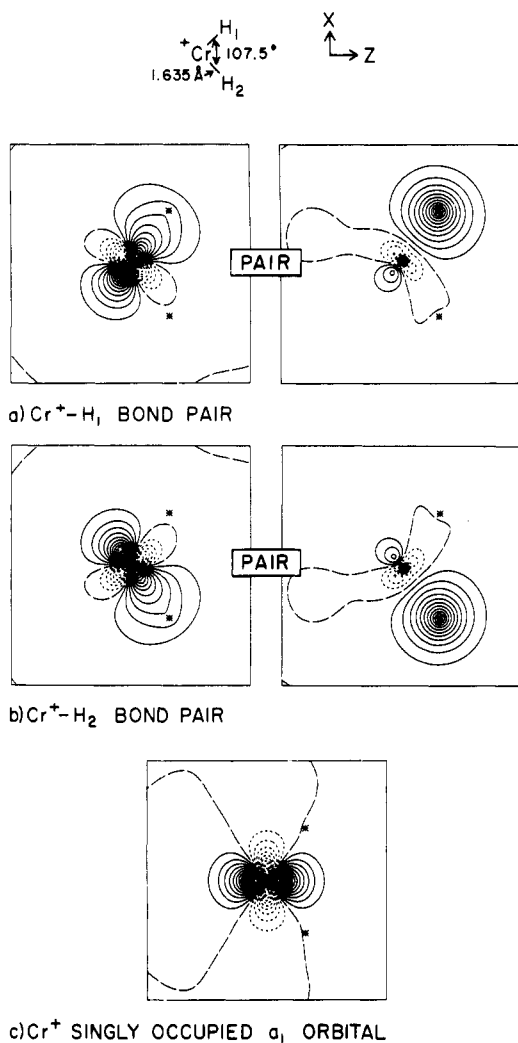 H₁
X
⁺Cr 107.5° Z
1.635Å
H₂
PAIR
a) Cr⁺-H₁ BOND PAIR
PAIR
b) Cr⁺-H₂ BOND PAIR
c) Cr⁺ SINGLY OCCUPIED a₁ ORBITAL